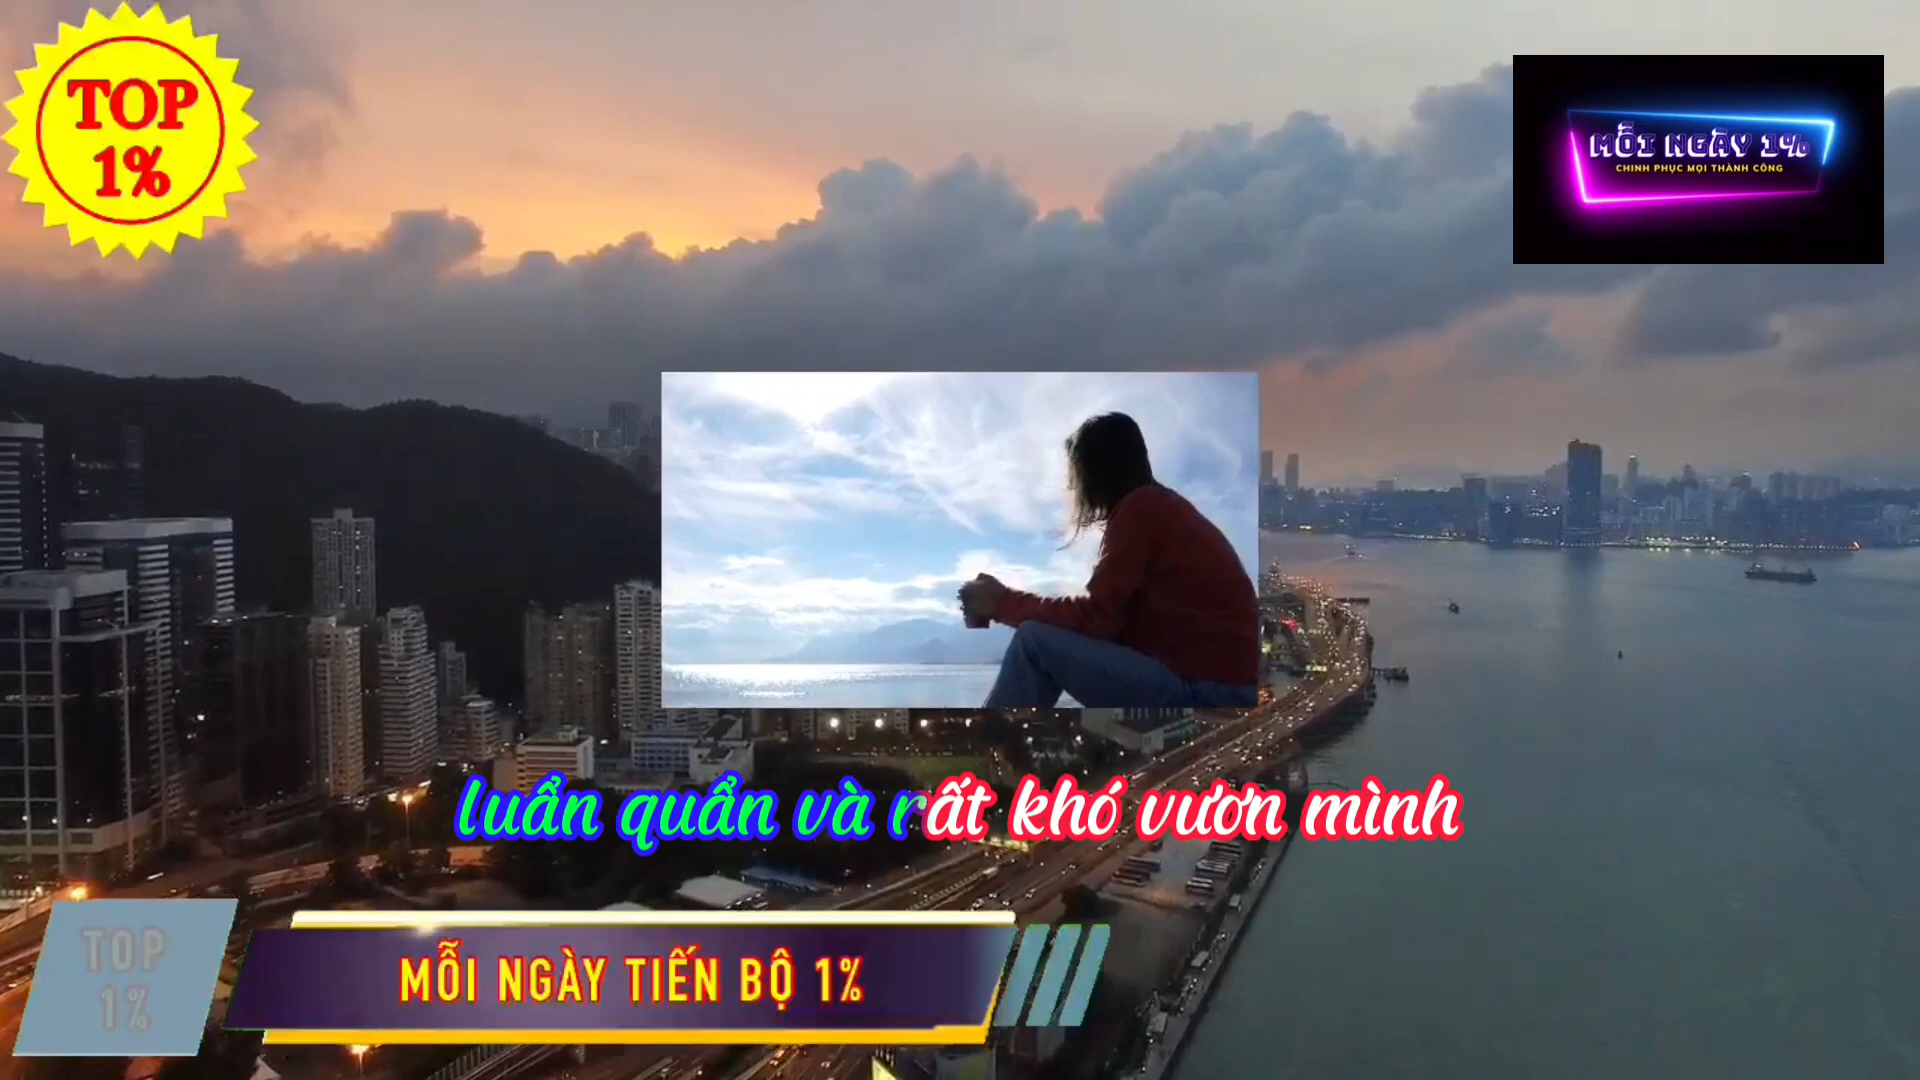 TOP
1%
MỖI NGÀY 1%
CHINH PHỤC MỌI THÀNH CÔNG
luẩn quẩn và rất khó vươn mình
TOP
1%
MỖI NGÀY TIẾN BỘ 1%